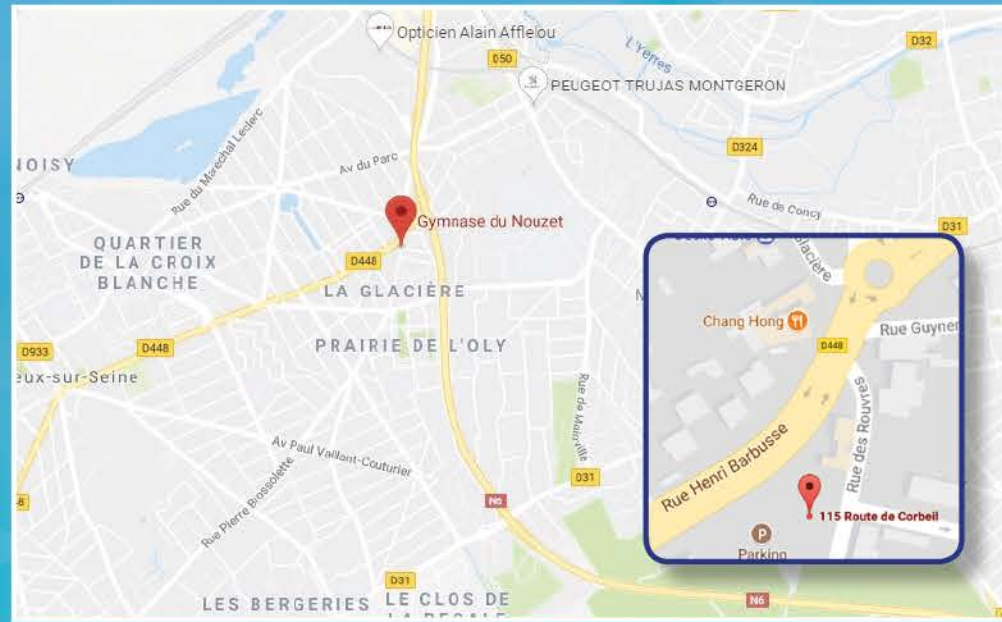 Opticien Alain Afflelou
D50
L'Yerres
D32
PEUGEOT TRUJAS MONTGERON
Rue du Maréchal Leclerc
Av du Parc
D324
NOISY
Rue de Concy
D31
Gymnase du Nouzet
QUARTIER
DE LA CROIX
BLANCHE
D448
LA GLACIÈRE
Glacière
Chang Hong
Rue Guyner
D448
D933
D448
PRAIRIE DE L'OLY
eux-sur-Seine
Rue de Mainville
Rue Henri Barbusse
Rue des Rouvres
Av Paul Vaillant-Couturier
Rue Pierre Brossolette
D31
N6
115 Route de Corbeil
P
Parking
D31
LES BERGERIES
LE CLOS DE
N6